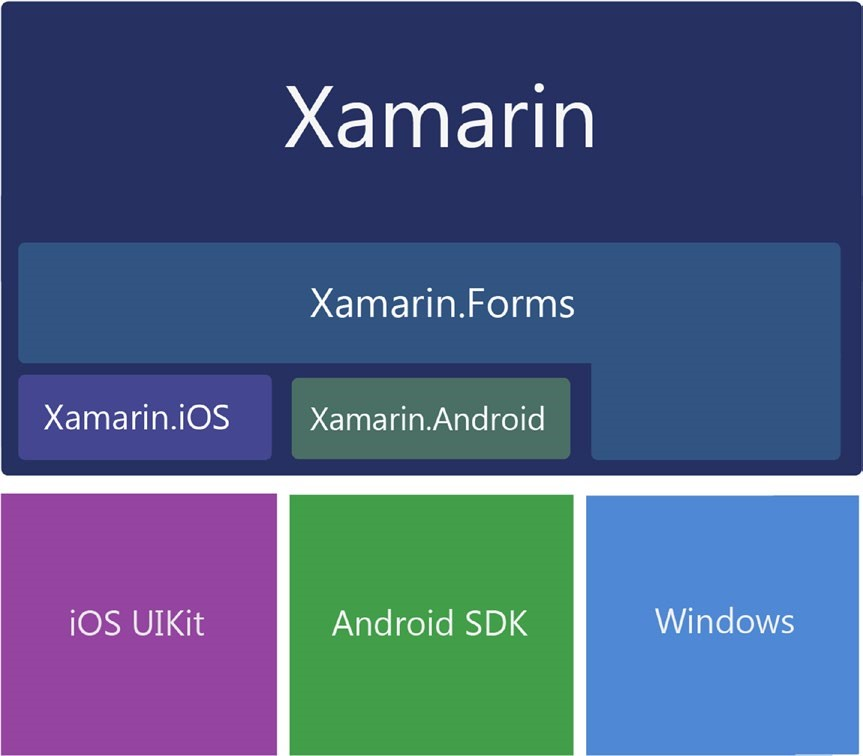 Xamarin
Xamarin.Forms
Xamarin.iOS
Xamarin.Android
iOS UIKit
Android SDK
Windows